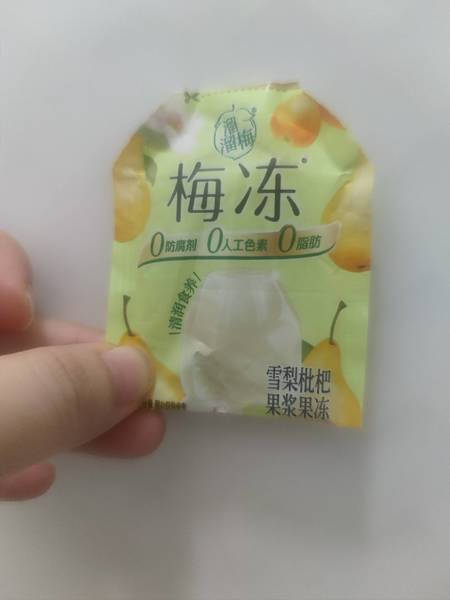 溜溜梅
梅冻
0防腐剂 0人工色素 0脂肪
清润食养
雪梨枇杷
果浆果冻